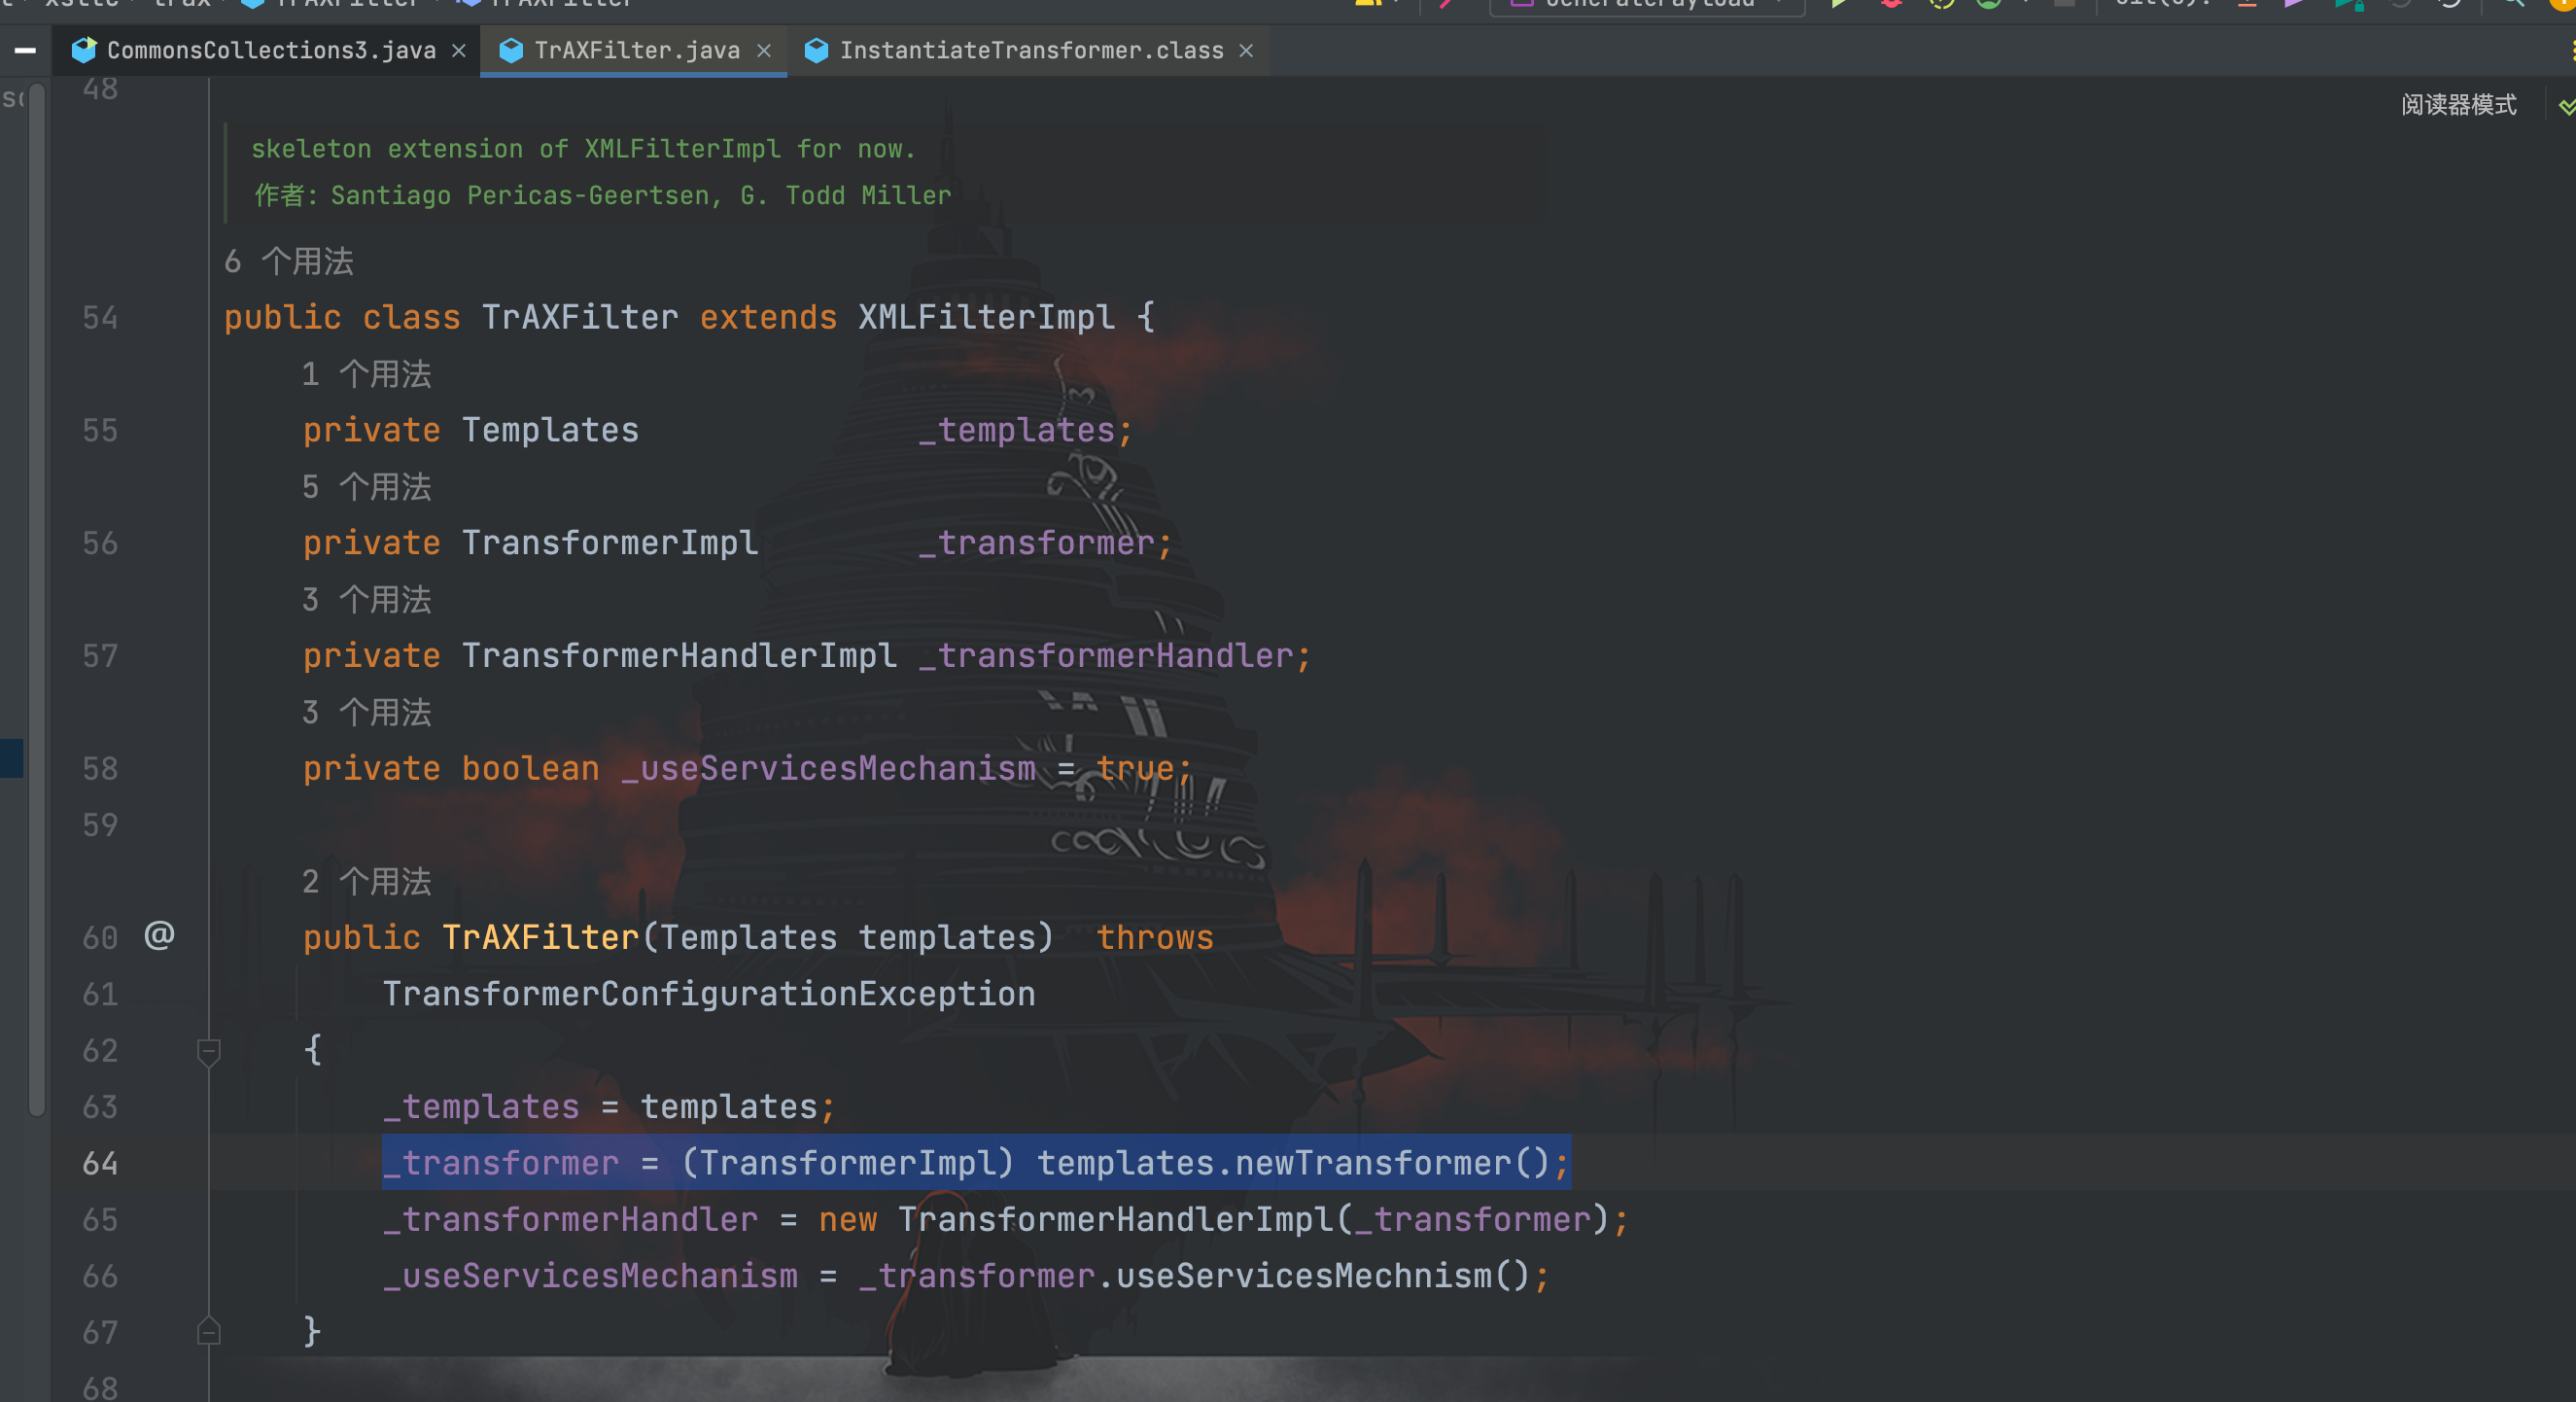 TrAXFilter
CommonsCollections3.java
TrAXFilter.java
InstantiateTransformer.class
48
阅读器模式
skeleton extension of XMLFilterImpl for now.
作者: Santiago Pericas-Geertsen, G. Todd Miller
6 个用法
54 public class TrAXFilter extends XMLFilterImpl {
1 个用法
55 private Templates _templates;
5 个用法
56 private TransformerImpl _transformer;
3 个用法
57 private TransformerHandlerImpl _transformerHandler;
3 个用法
58 private boolean _useServicesMechanism = true;
59
2 个用法
60 @ public TrAXFilter(Templates templates) throws
61 TransformerConfigurationException
62 {
63 _templates = templates;
64 _transformer = (TransformerImpl) templates.newTransformer();
65 _transformerHandler = new TransformerHandlerImpl(_transformer);
66 _useServicesMechanism = _transformer.useServicesMechnism();
67 }
68